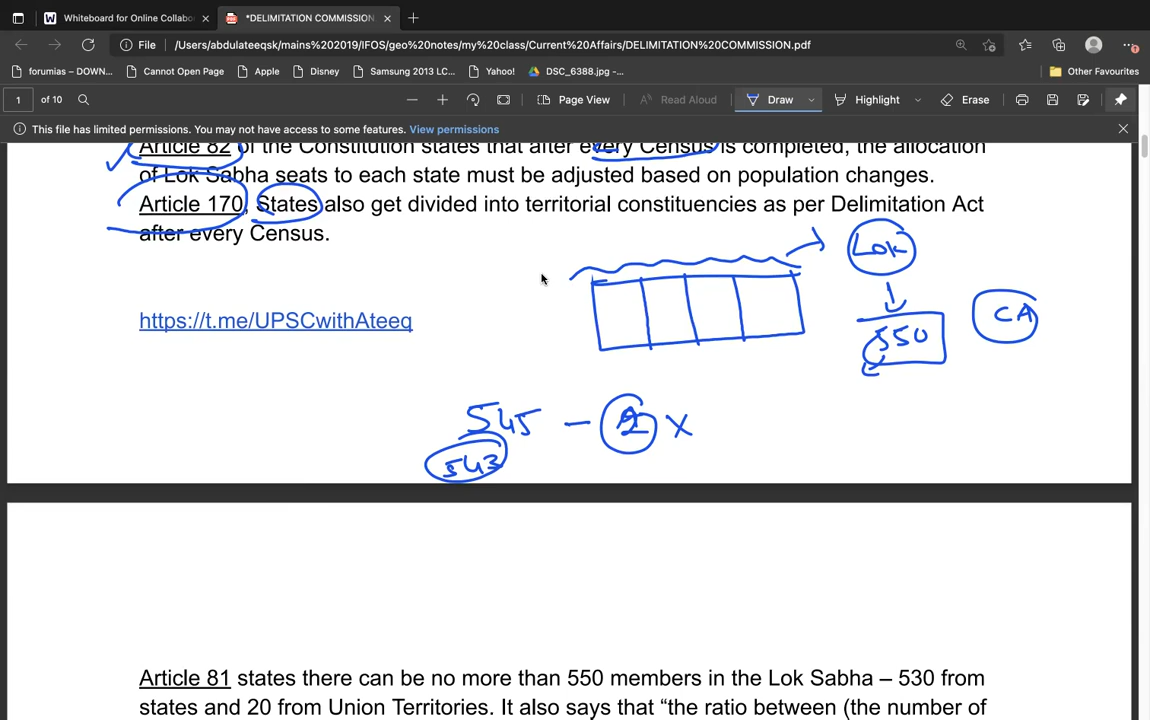 Whiteboard for Online Collabo
*DELIMITATION COMMISSION
File /Users/abdulateeqsk/mains%202019/IFOS/geo%20notes/my%20class/Current%20Affairs/DELIMITATION%20COMMISSION.pdf
forumias – DOWN... Cannot Open Page Apple Disney Samsung 2013 LC... Yahoo! DSC_6388.jpg -... Other Favourites
1 of 10 Page View Read Aloud Draw Highlight Erase
This file has limited permissions. You may not have access to some features. View permissions
Article 82 of the Constitution states that after every Census is completed, the allocation
of Lok Sabha seats to each state must be adjusted based on population changes.
Article 170, States also get divided into territorial constituencies as per Delimitation Act
after every Census.
LOK
https://t.me/UPSCwithAteeq
550
CA
545 - 2 X
543
Article 81 states there can be no more than 550 members in the Lok Sabha – 530 from
states and 20 from Union Territories. It also says that “the ratio between (the number of